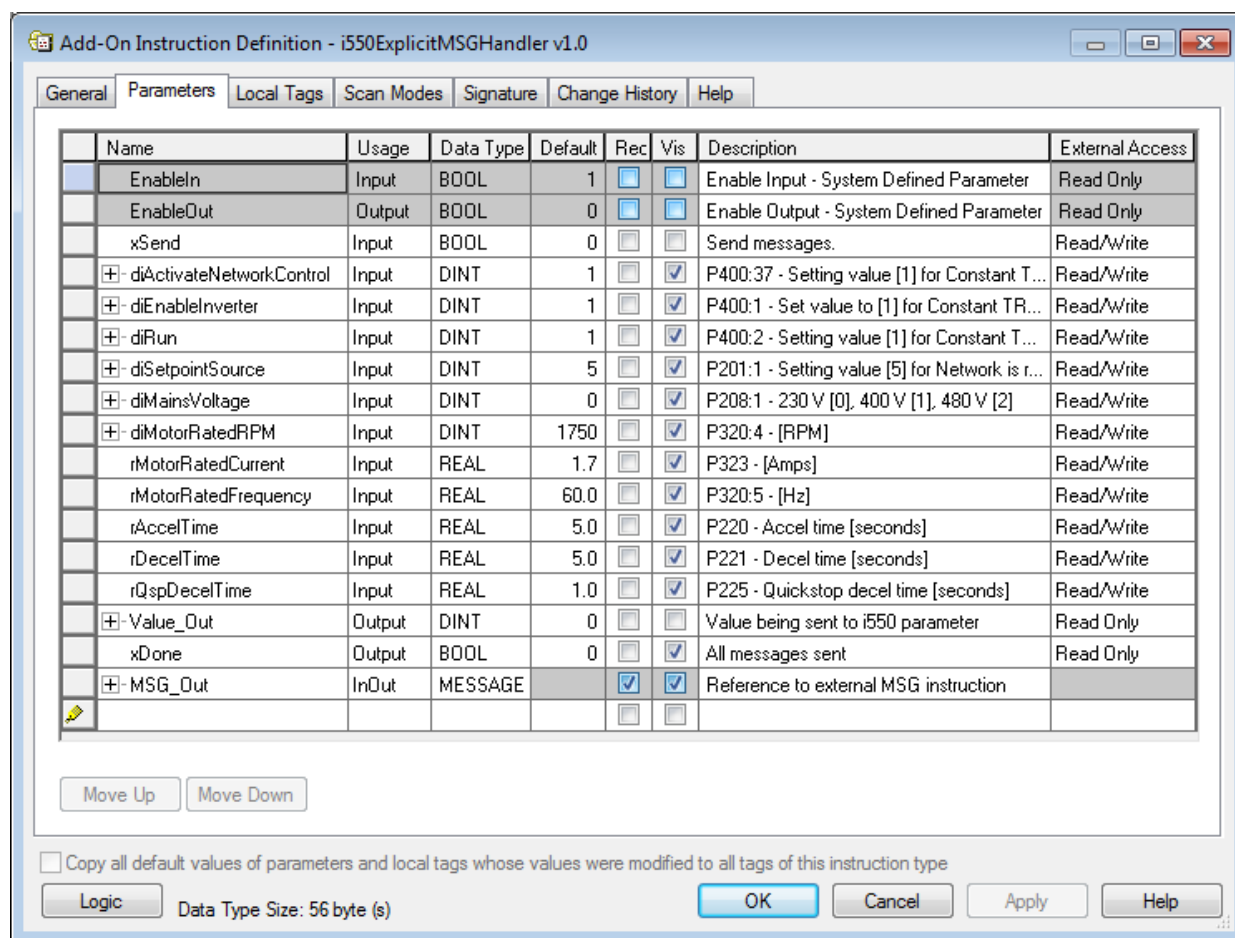 Add-On Instruction Definition - i550ExplicitMSGHandler v1.0
General Parameters Local Tags Scan Modes Signature Change History Help
Name Usage Data Type Default Rec Vis Description External Access
EnableIn Input BOOL 1 Enable Input - System Defined Parameter Read Only
EnableOut Output BOOL 0 Enable Output - System Defined Parameter Read Only
xSend Input BOOL 0 Send messages. Read/Write
diActivateNetworkControl Input DINT 1 P400:37 - Setting value [1] for Constant T... Read/Write
diEnableInverter Input DINT 1 P400:1 - Set value to [1] for Constant TR... Read/Write
diRun Input DINT 1 P400:2 - Setting value [1] for Constant T... Read/Write
diSetpointSource Input DINT 5 P201:1 - Setting value [5] for Network is r... Read/Write
diMainsVoltage Input DINT 0 P208:1 - 230 V [0], 400 V [1], 480 V [2] Read/Write
diMotorRatedRPM Input DINT 1750 P320:4 - [RPM] Read/Write
rMotorRatedCurrent Input REAL 1.7 P323 - [Amps] Read/Write
rMotorRatedFrequency Input REAL 60.0 P320:5 - [Hz] Read/Write
rAccelTime Input REAL 5.0 P220 - Accel time [seconds] Read/Write
rDecelTime Input REAL 5.0 P221 - Decel time [seconds] Read/Write
rQspDecelTime Input REAL 1.0 P225 - Quickstop decel time [seconds] Read/Write
Value_Out Output DINT 0 Value being sent to i550 parameter Read Only
xDone Output BOOL 0 All messages sent Read Only
MSG_Out InOut MESSAGE Reference to external MSG instruction
Move Up Move Down
Copy all default values of parameters and local tags whose values were modified to all tags of this instruction type
Logic Data Type Size: 56 byte (s) OK Cancel Apply Help